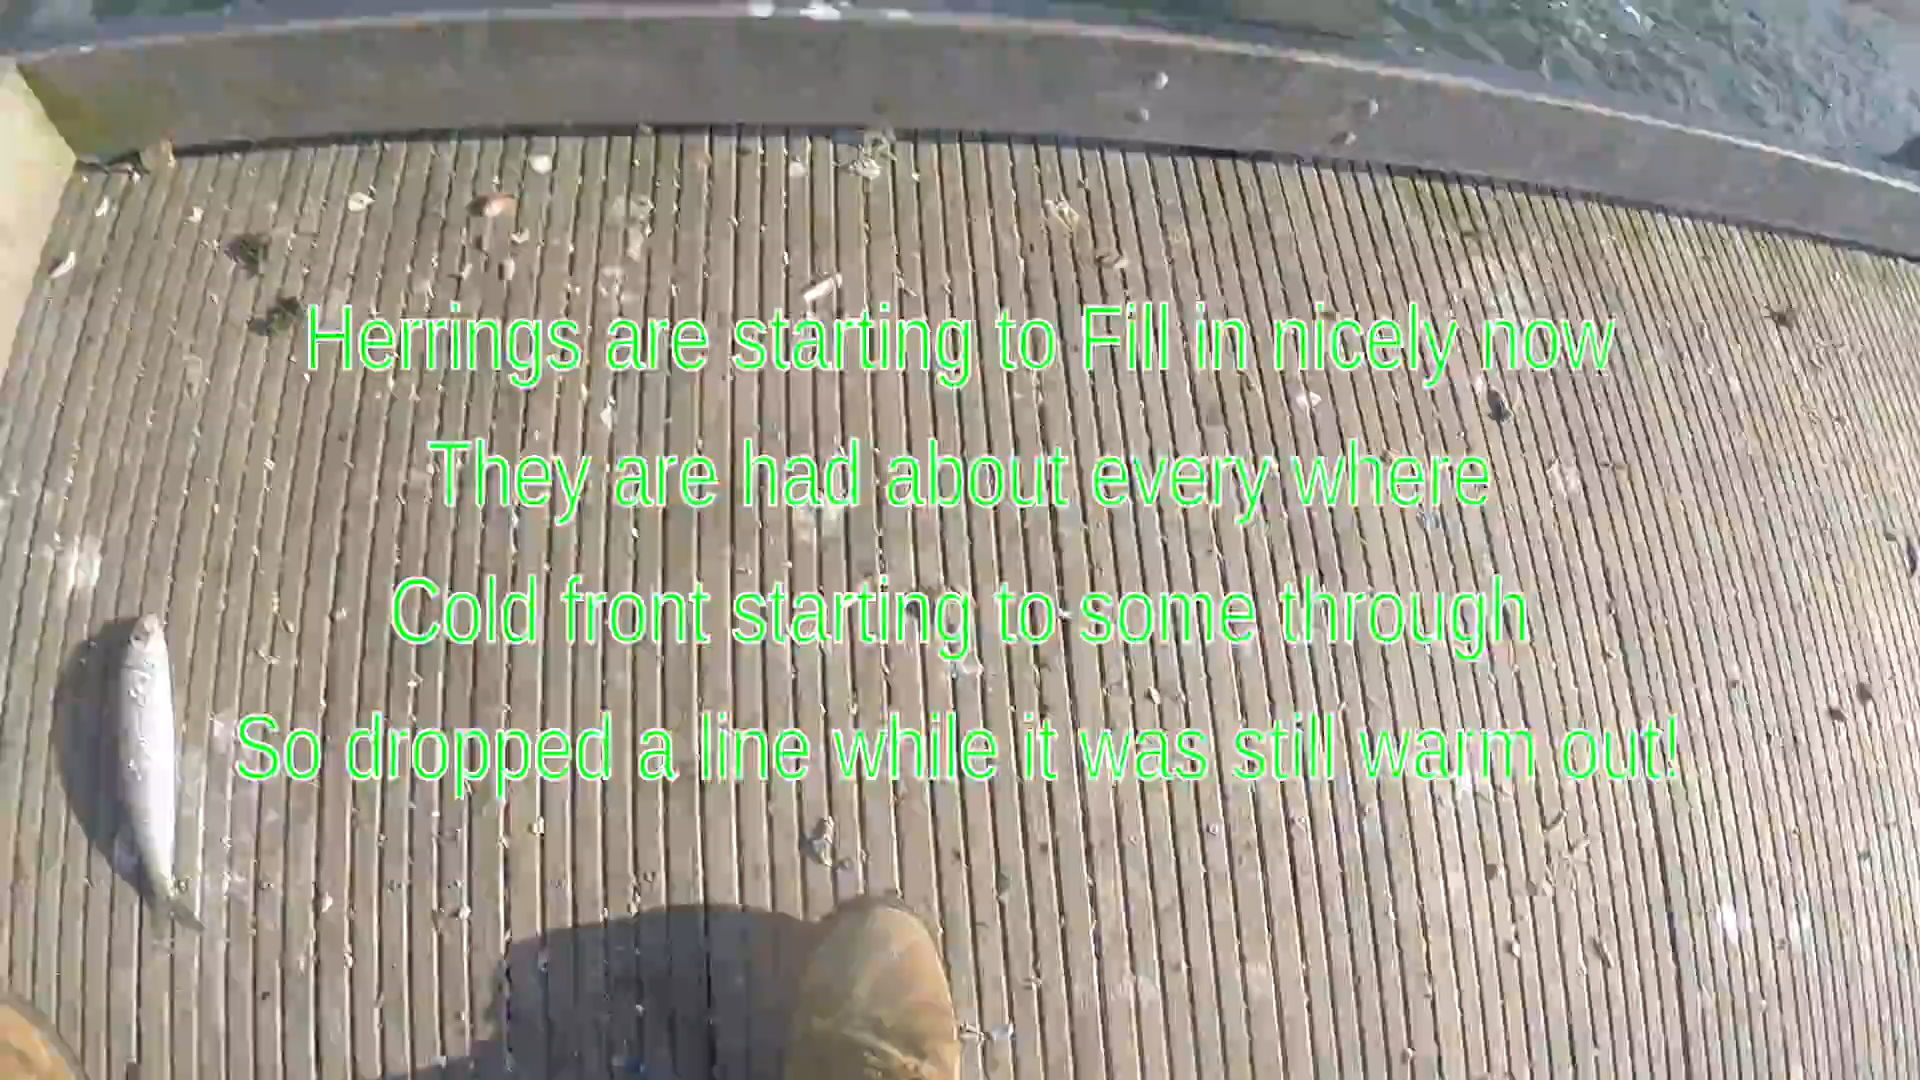 Herrings are starting to Fill in nicely now
They are had about every where
Cold front starting to some through
So dropped a line while it was still warm out!